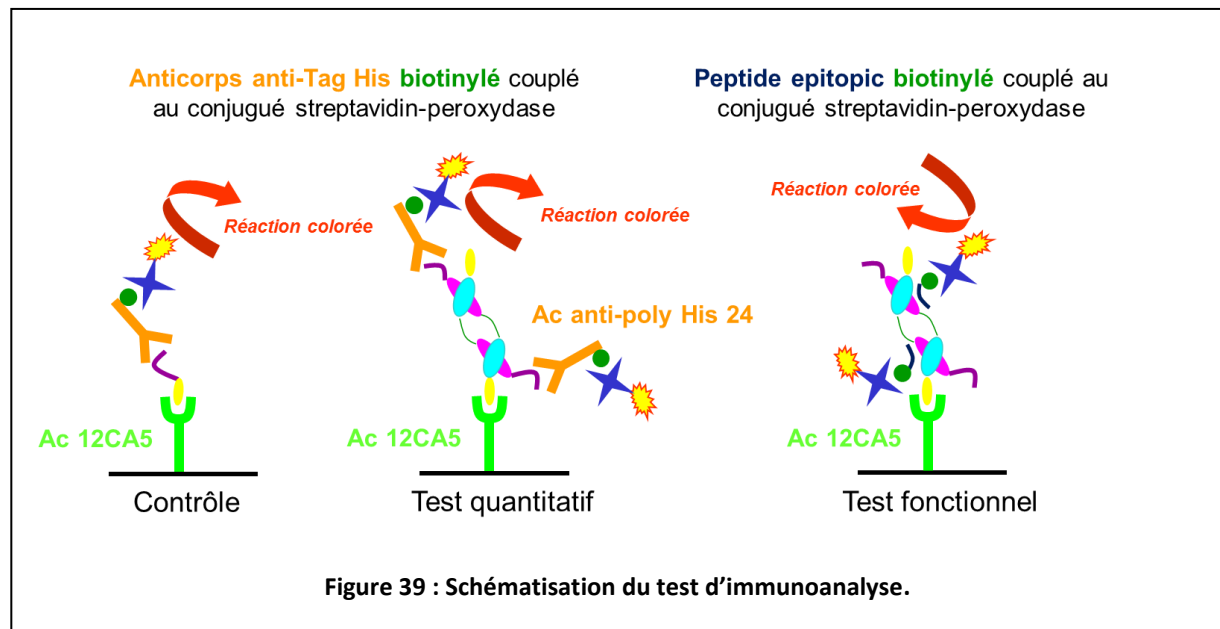 Anticorps anti-Tag His biotinylé couplé
au conjugué streptavidin-peroxydase
Peptide epitopic biotinylé couplé au
conjugué streptavidin-peroxydase
Réaction colorée
Réaction colorée
Réaction colorée
Ac anti-poly His 24
Ac 12CA5
Ac 12CA5
Ac 12CA5
Contrôle
Test quantitatif
Test fonctionnel
Figure 39 : Schématisation du test d’immunoanalyse.